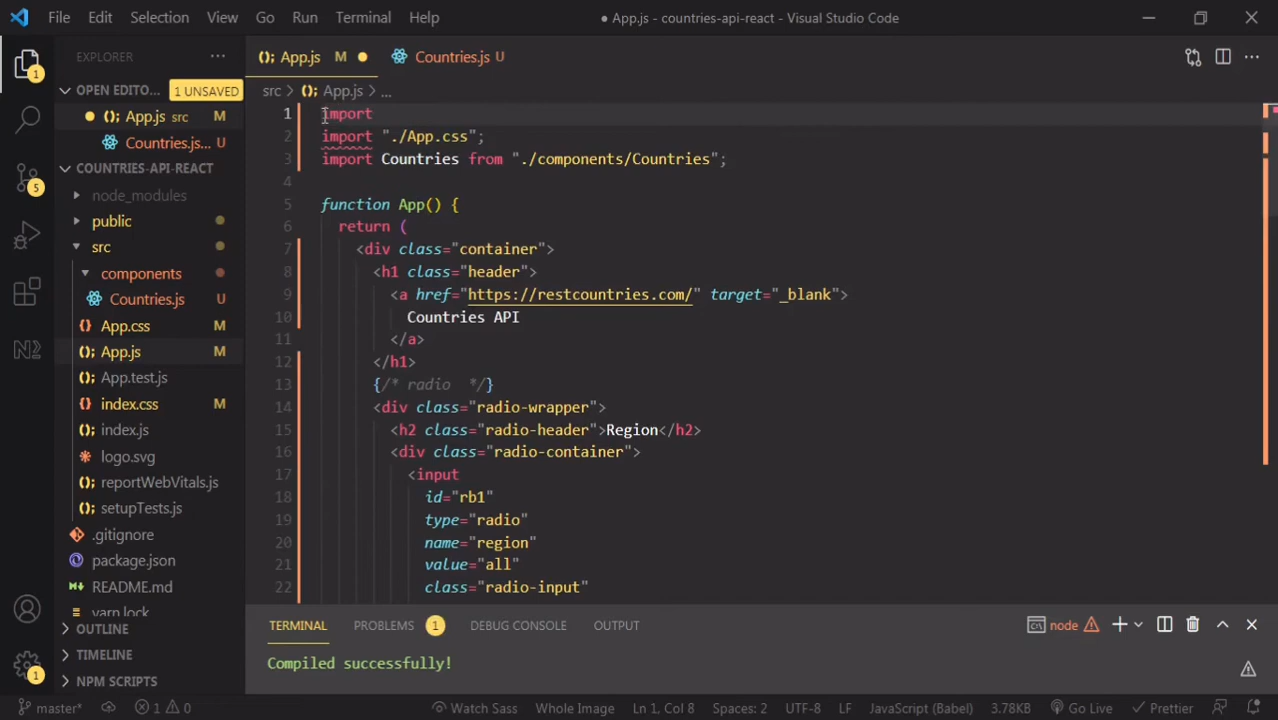 File Edit Selection View Go Run Terminal Help ● App.js - countries-api-react - Visual Studio Code
EXPLORER ···
App.js M ●
Countries.js U
OPEN EDITO... 1 UNSAVED
● App.js src M
Countries.js... U
COUNTRIES-API-REACT
node_modules
public
src
components
Countries.js U
App.css M
App.js M
App.test.js
index.css M
index.js
logo.svg
reportWebVitals.js
setupTests.js
.gitignore
package.json
README.md
yarn.lock
OUTLINE
TIMELINE
NPM SCRIPTS
1
5
1
src > App.js > ...
1 import
2 import "./App.css";
3 import Countries from "./components/Countries";
4
5 function App() {
6 return (
7 <div class="container">
8 <h1 class="header">
9 <a href="https://restcountries.com/" target="_blank">
10 Countries API
11 </a>
12 </h1>
13 {/* radio */}
14 <div class="radio-wrapper">
15 <h2 class="radio-header">Region</h2>
16 <div class="radio-container">
17 <input
18 id="rb1"
19 type="radio"
20 name="region"
21 value="all"
22 class="radio-input"
TERMINAL PROBLEMS 1 DEBUG CONSOLE OUTPUT node
Compiled successfully!
master* 1 0 Watch Sass Whole Image Ln 1, Col 8 Spaces: 2 UTF-8 LF JavaScript (Babel) 3.78KB Go Live Prettier